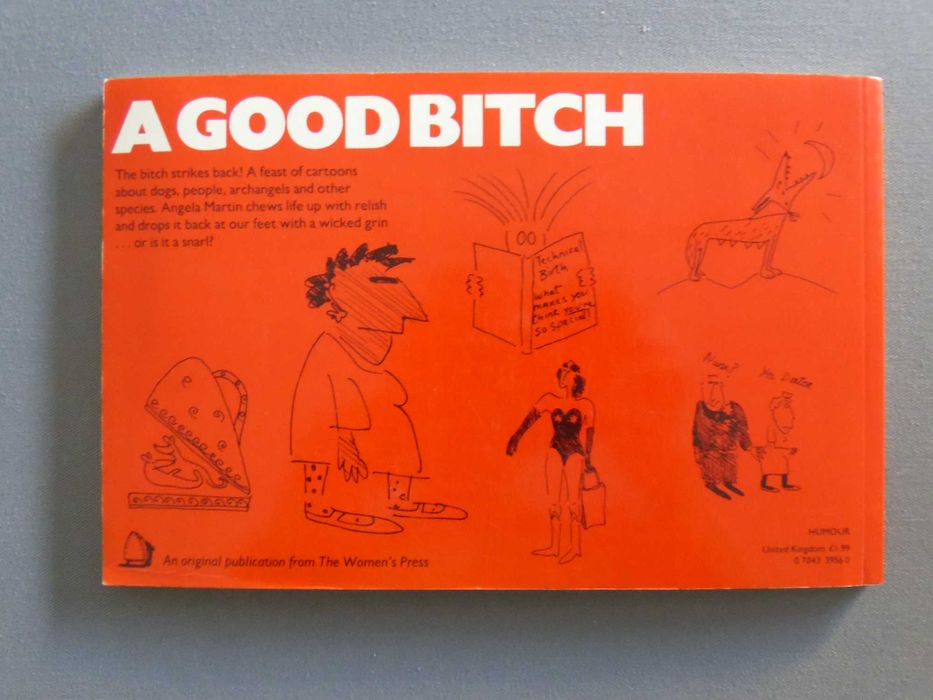 A GOOD BITCH
The bitch strikes back! A feast of cartoons
about dogs, people, archangels and other
species. Angela Martin chews life up with relish
and drops it back at our feet with a wicked grin
. . . or is it a snarl?
Technical
Birth
What
makes you
think you're
so special?
Nurse?
Yes Doctor
An original publication from The Women's Press
HUMOUR
United Kingdom £1.99
0 7043 3956 0